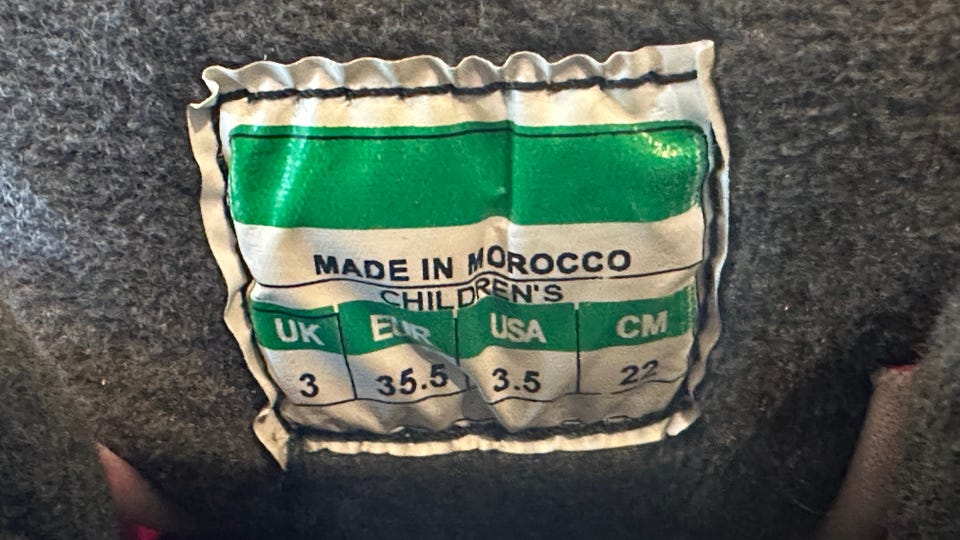 MADE IN MOROCCO
CHILDREN'S
UK EUR USA CM
3 35.5 3.5 22